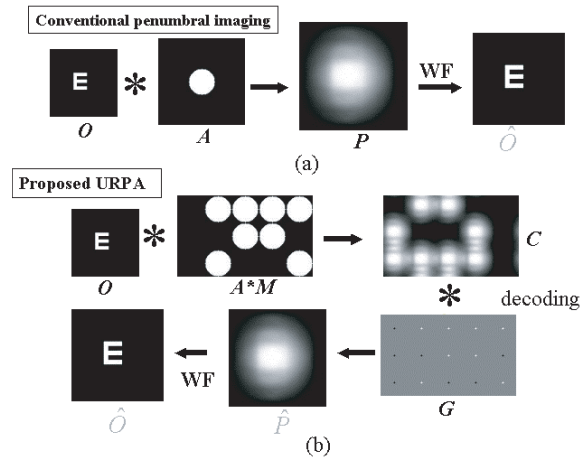 Conventional penumbral imaging
E * WF E
O A P Ô
(a)
Proposed URPA
E * C
O A*M * decoding
E WF
Ô P̂ G
(b)